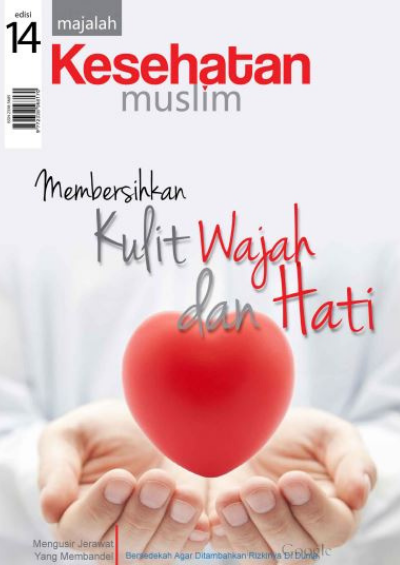 edisi
14
majalah
Kesehatan
muslim
Membersihkan
Kulit Wajah
dan Hati
Mengusir Jerawat
Yang Membandel
Bersedekah Agar Ditambahkan Rizkinya Di Dunia
Google